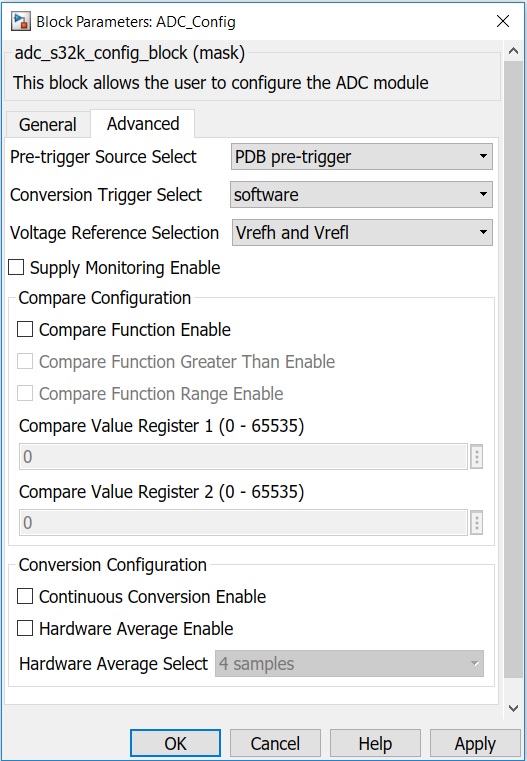 Block Parameters: ADC_Config
adc_s32k_config_block (mask)
This block allows the user to configure the ADC module
General Advanced
Pre-trigger Source Select PDB pre-trigger
Conversion Trigger Select software
Voltage Reference Selection Vrefh and Vrefl
Supply Monitoring Enable
Compare Configuration
Compare Function Enable
Compare Function Greater Than Enable
Compare Function Range Enable
Compare Value Register 1 (0 - 65535)
0
Compare Value Register 2 (0 - 65535)
0
Conversion Configuration
Continuous Conversion Enable
Hardware Average Enable
Hardware Average Select 4 samples
OK Cancel Help Apply